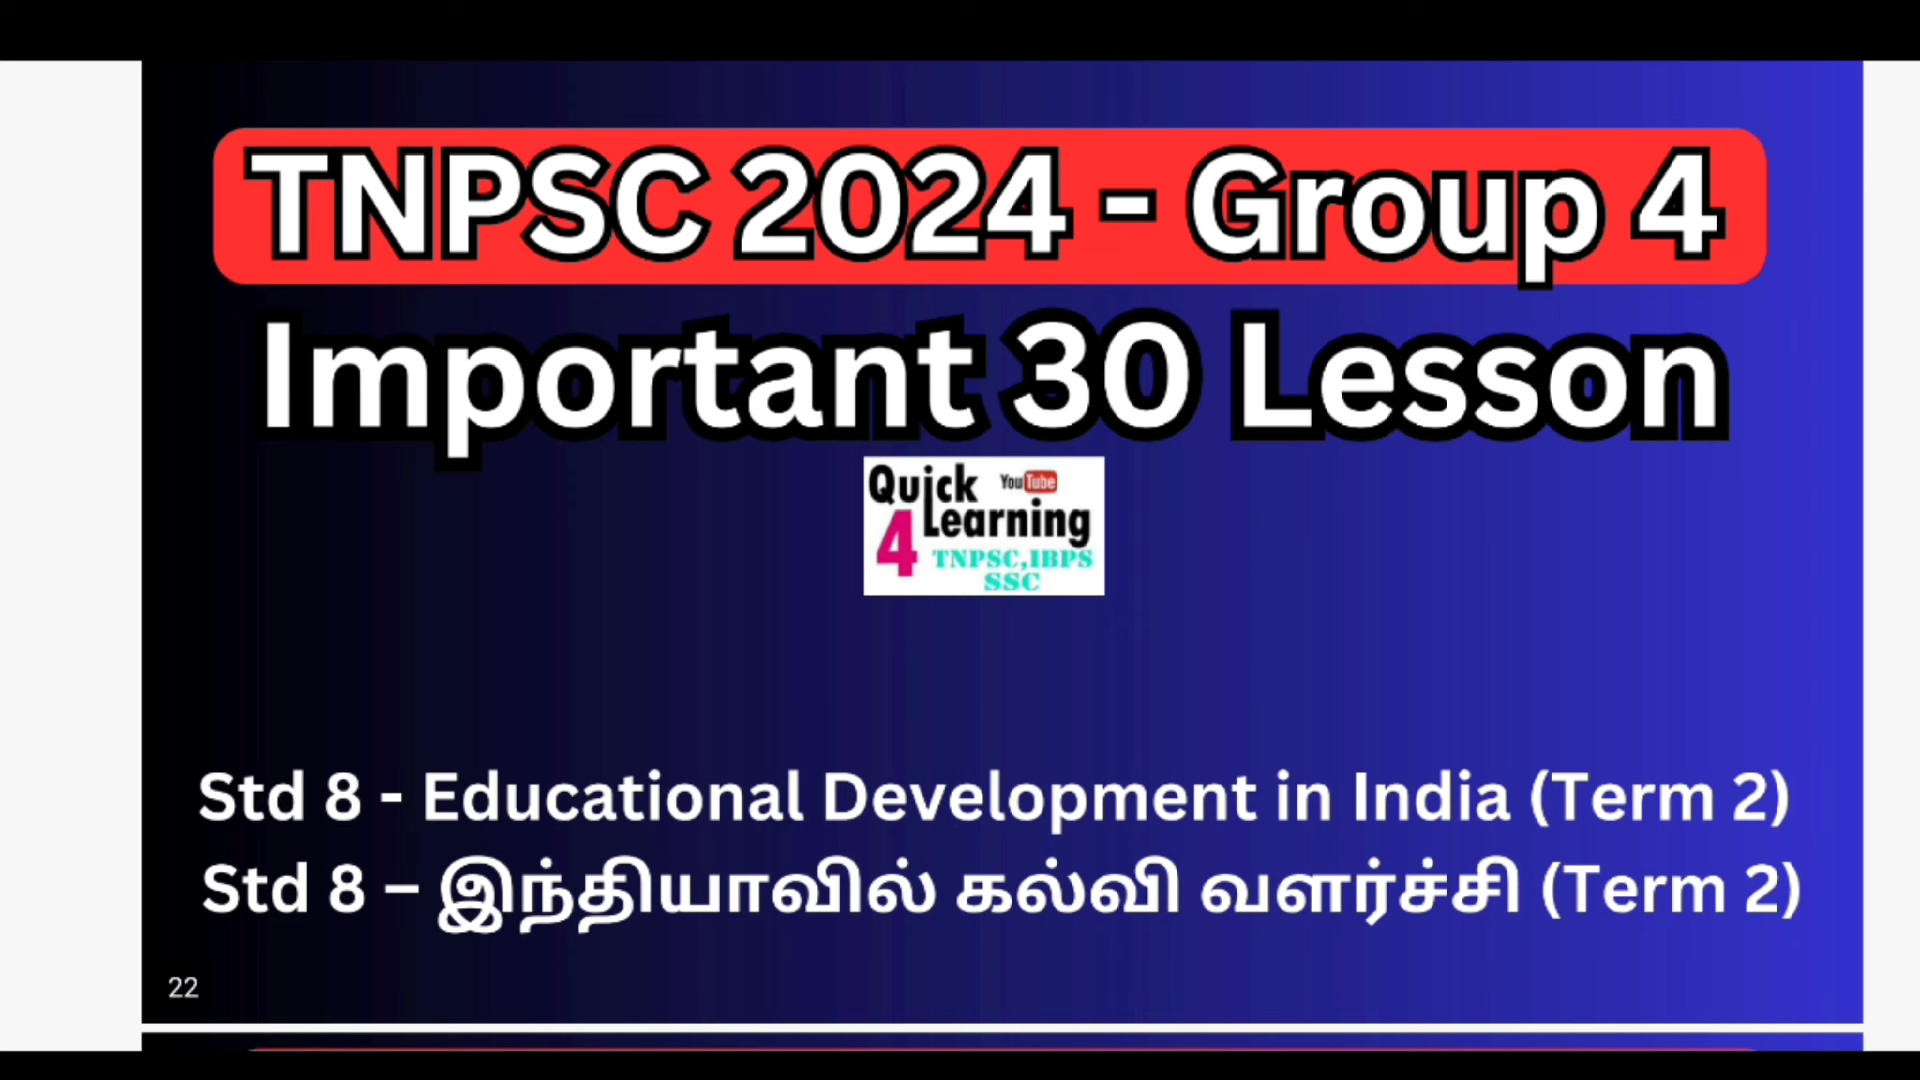 TNPSC 2024 - Group 4
Important 30 Lesson
Quick YouTube
4 Learning
TNPSC,IBPS
SSC
Std 8 - Educational Development in India (Term 2)
Std 8 – இந்தியாவில் கல்வி வளர்ச்சி (Term 2)
22